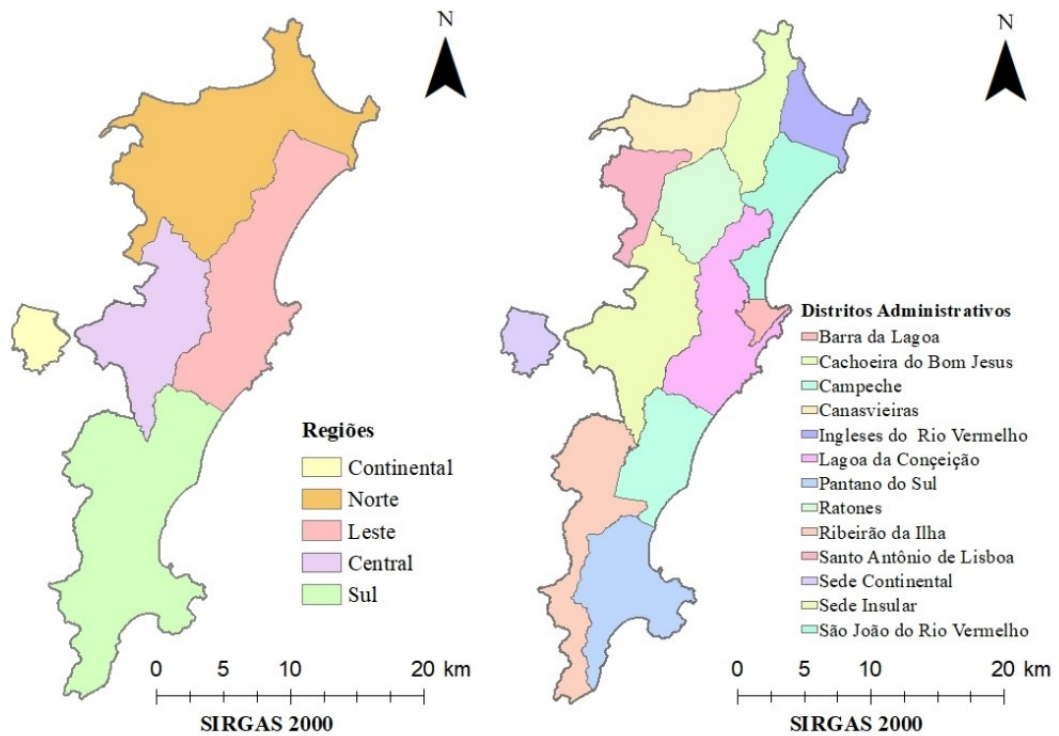 N
Regiões
Continental
Norte
Leste
Central
Sul
0 5 10 20 km
SIRGAS 2000
N
Distritos Administrativos
Barra da Lagoa
Cachoeira do Bom Jesus
Campeche
Canasvieiras
Ingleses do Rio Vermelho
Lagoa da Conçeição
Pantano do Sul
Ratones
Ribeirão da Ilha
Santo Antônio de Lisboa
Sede Continental
Sede Insular
São João do Rio Vermelho
0 5 10 20 km
SIRGAS 2000